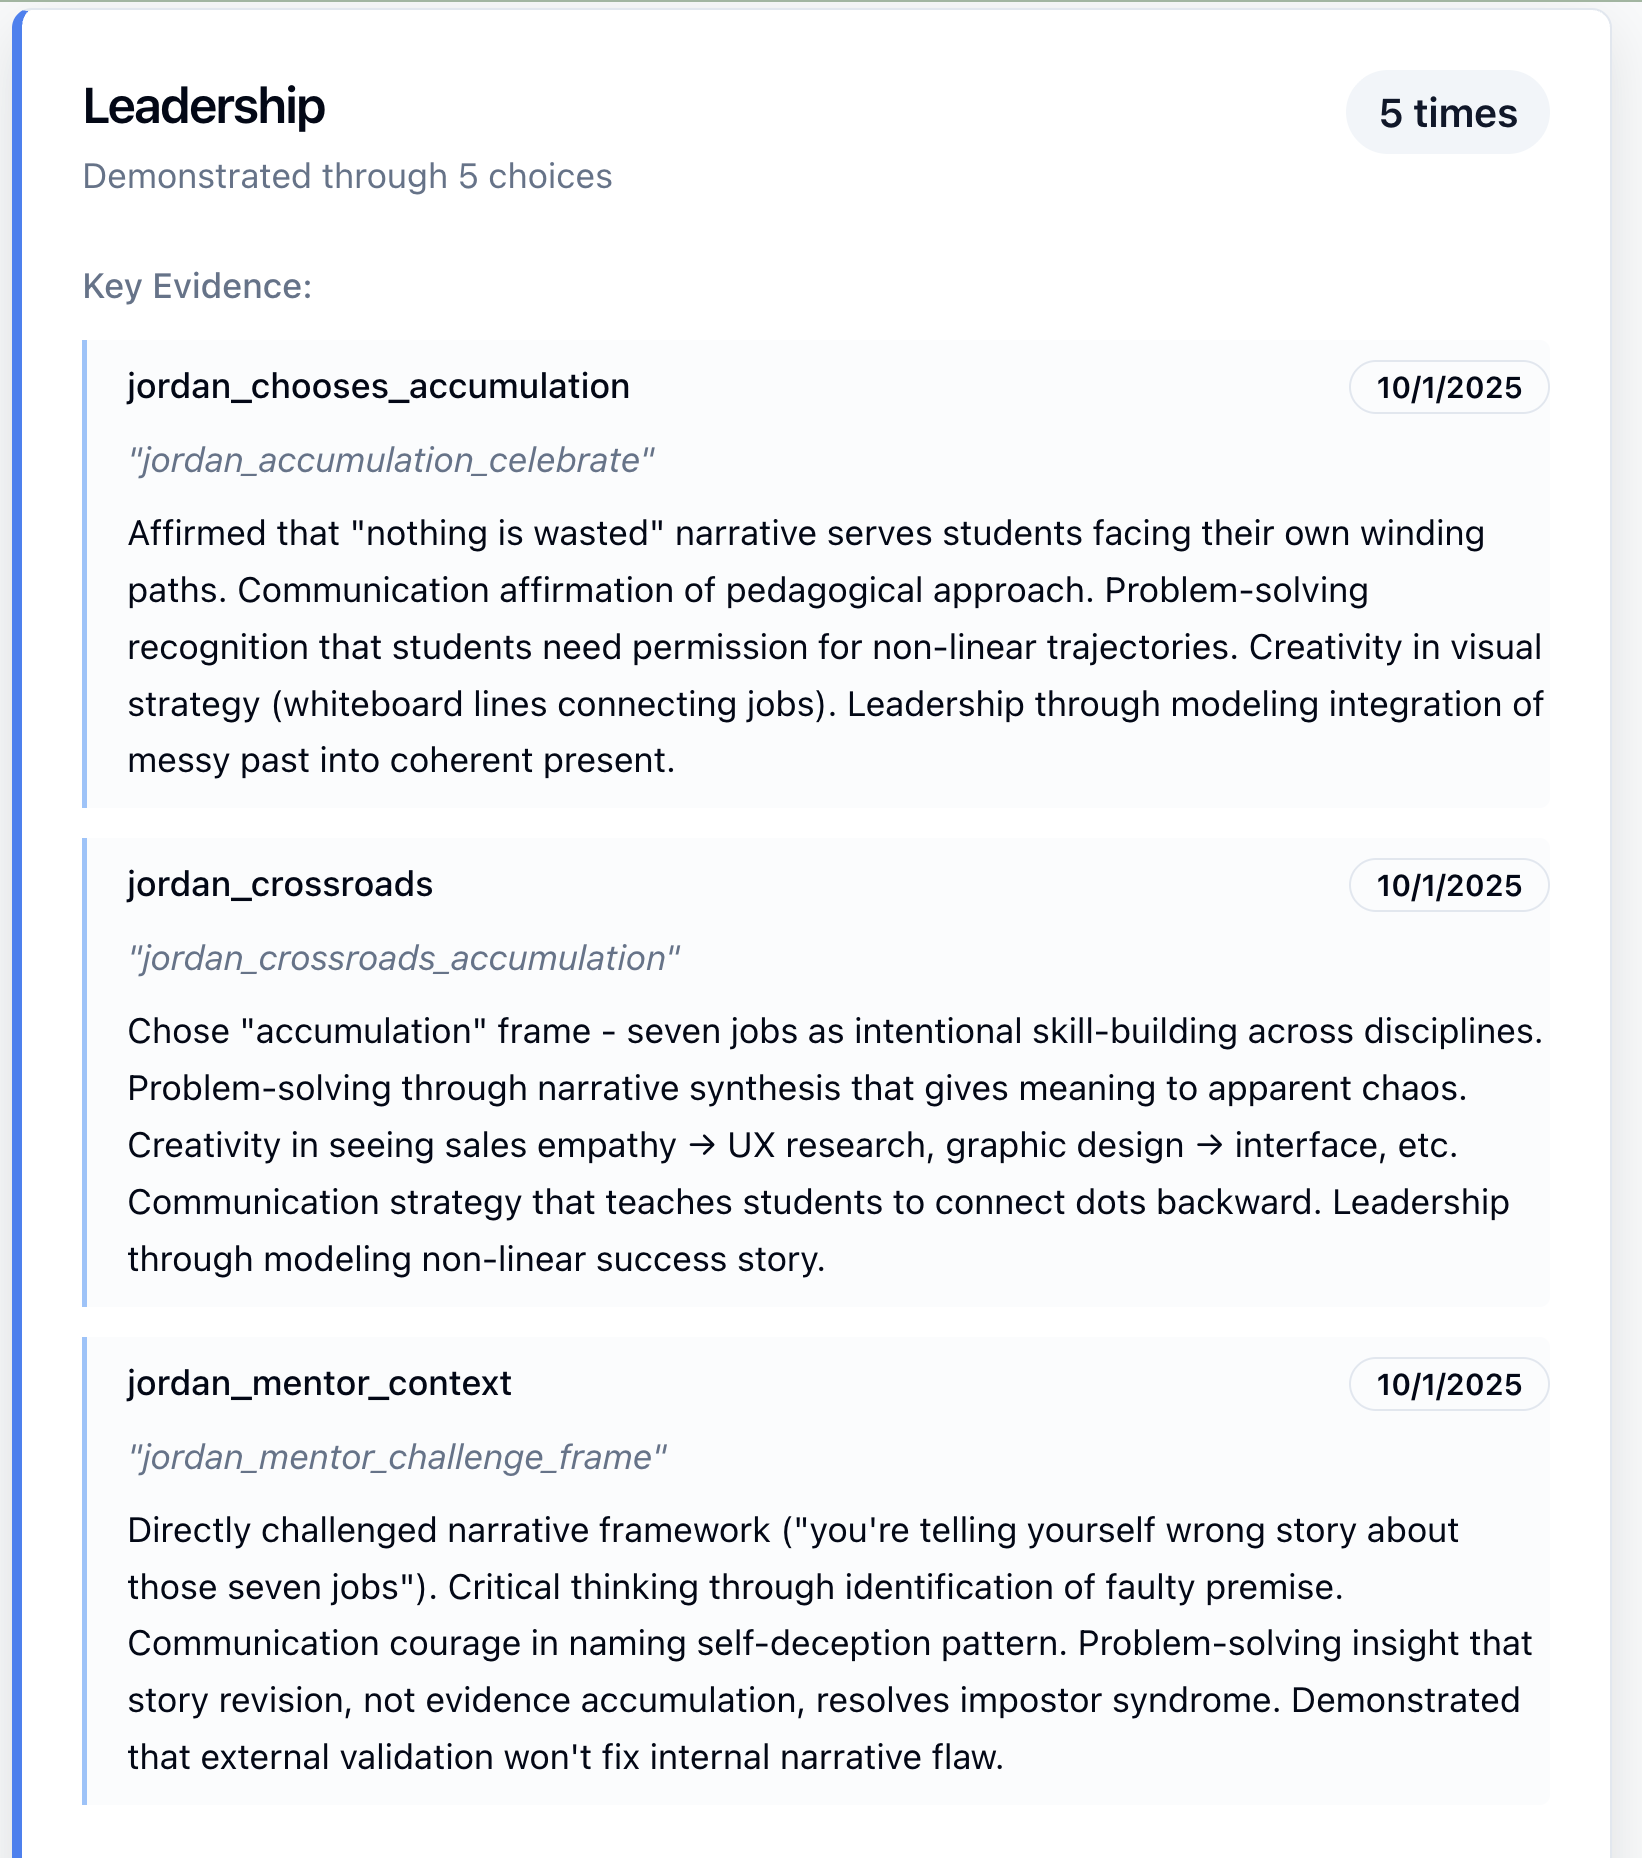 Leadership
5 times
Demonstrated through 5 choices
Key Evidence:
jordan_chooses_accumulation
10/1/2025
"jordan_accumulation_celebrate"
Affirmed that "nothing is wasted" narrative serves students facing their own winding
paths. Communication affirmation of pedagogical approach. Problem-solving
recognition that students need permission for non-linear trajectories. Creativity in visual
strategy (whiteboard lines connecting jobs). Leadership through modeling integration of
messy past into coherent present.
jordan_crossroads
10/1/2025
"jordan_crossroads_accumulation"
Chose "accumulation" frame - seven jobs as intentional skill-building across disciplines.
Problem-solving through narrative synthesis that gives meaning to apparent chaos.
Creativity in seeing sales empathy → UX research, graphic design → interface, etc.
Communication strategy that teaches students to connect dots backward. Leadership
through modeling non-linear success story.
jordan_mentor_context
10/1/2025
"jordan_mentor_challenge_frame"
Directly challenged narrative framework ("you're telling yourself wrong story about
those seven jobs"). Critical thinking through identification of faulty premise.
Communication courage in naming self-deception pattern. Problem-solving insight that
story revision, not evidence accumulation, resolves impostor syndrome. Demonstrated
that external validation won't fix internal narrative flaw.